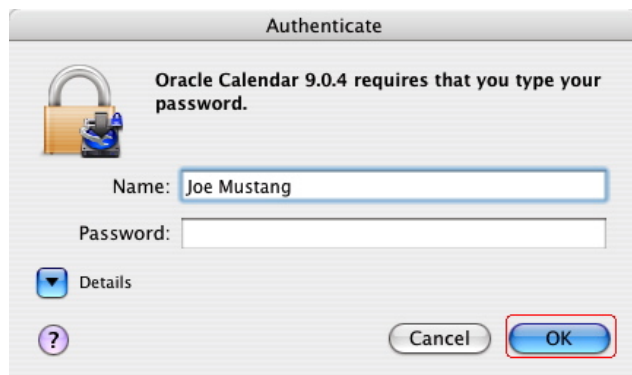 Authenticate
Oracle Calendar 9.0.4 requires that you type your
password.
Name: Joe Mustang
Password:
Details
? Cancel OK